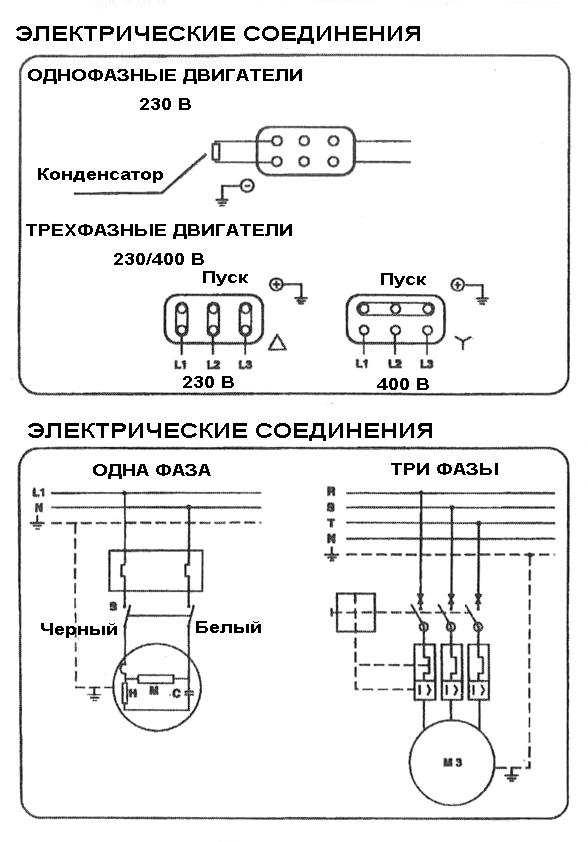 ЭЛЕКТРИЧЕСКИЕ СОЕДИНЕНИЯ
ОДНОФАЗНЫЕ ДВИГАТЕЛИ
230 В
Конденсатор
ТРЕХФАЗНЫЕ ДВИГАТЕЛИ
230/400 В
Пуск Пуск
L1 L2 L3 L1 L2 L3
230 В 400 В
ЭЛЕКТРИЧЕСКИЕ СОЕДИНЕНИЯ
ОДНА ФАЗА ТРИ ФАЗЫ
L1 R
N S
T
N
S
Черный Белый
H M C
I > I > I >
M 3